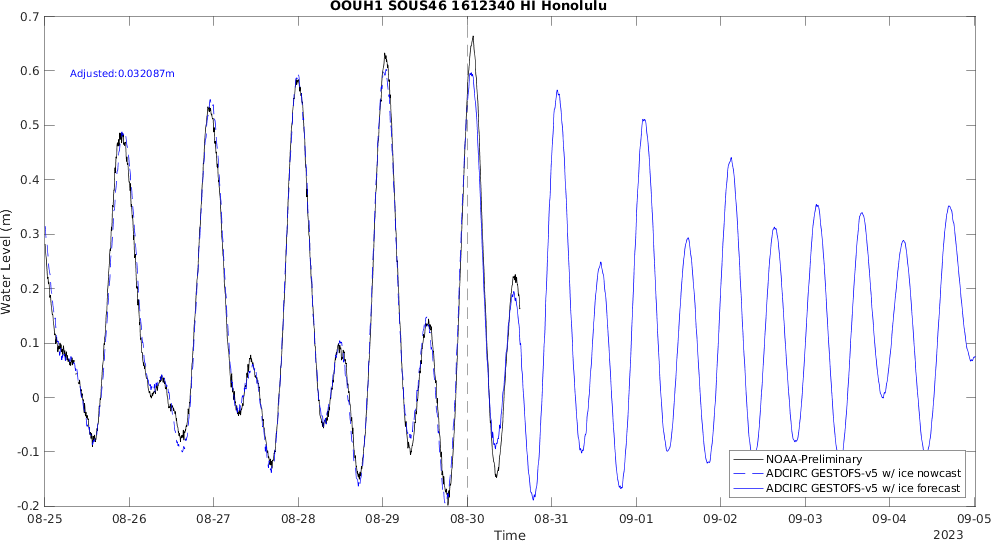 OOUH1 SOUS46 1612340 HI Honolulu
0.7
0.6
0.5
0.4
0.3
0.2
0.1
0
-0.1
-0.2
Water Level (m)
Adjusted:0.032087m
NOAA-Preliminary
ADCIRC GESTOFS-v5 w/ ice nowcast
ADCIRC GESTOFS-v5 w/ ice forecast
08-25 08-26 08-27 08-28 08-29 08-30 08-31 09-01 09-02 09-03 09-04 09-05
Time
2023